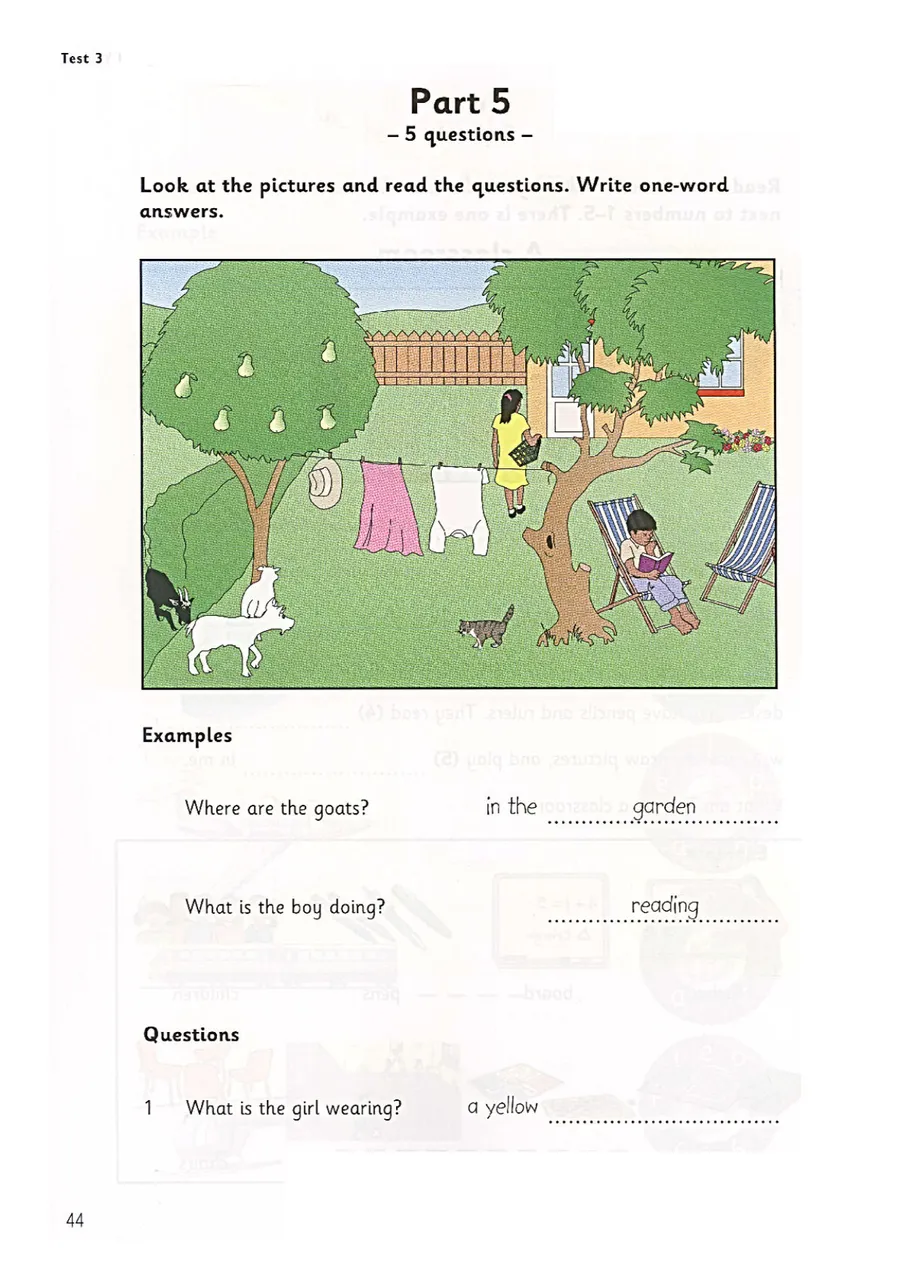 Test 3
Part 5
– 5 questions –
Look at the pictures and read the questions. Write one-word
answers.
Examples
Where are the goats? in the garden
What is the boy doing? reading
Questions
1 What is the girl wearing? a yellow
44